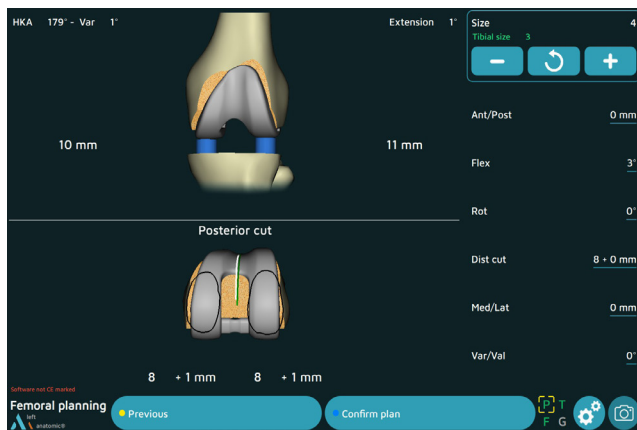 HKA 179° - Var 1°
Extension 1°
Size 4
Tibial size 3
10 mm
11 mm
Ant/Post 0 mm
Flex 3°
Rot 0°
Posterior cut
Dist cut 8 + 0 mm
Med/Lat 0 mm
Var/Val 0°
8 + 1 mm 8 + 1 mm
Software not CE marked
Femoral planning
left
anatomic®
Previous
Confirm plan
P T
F G